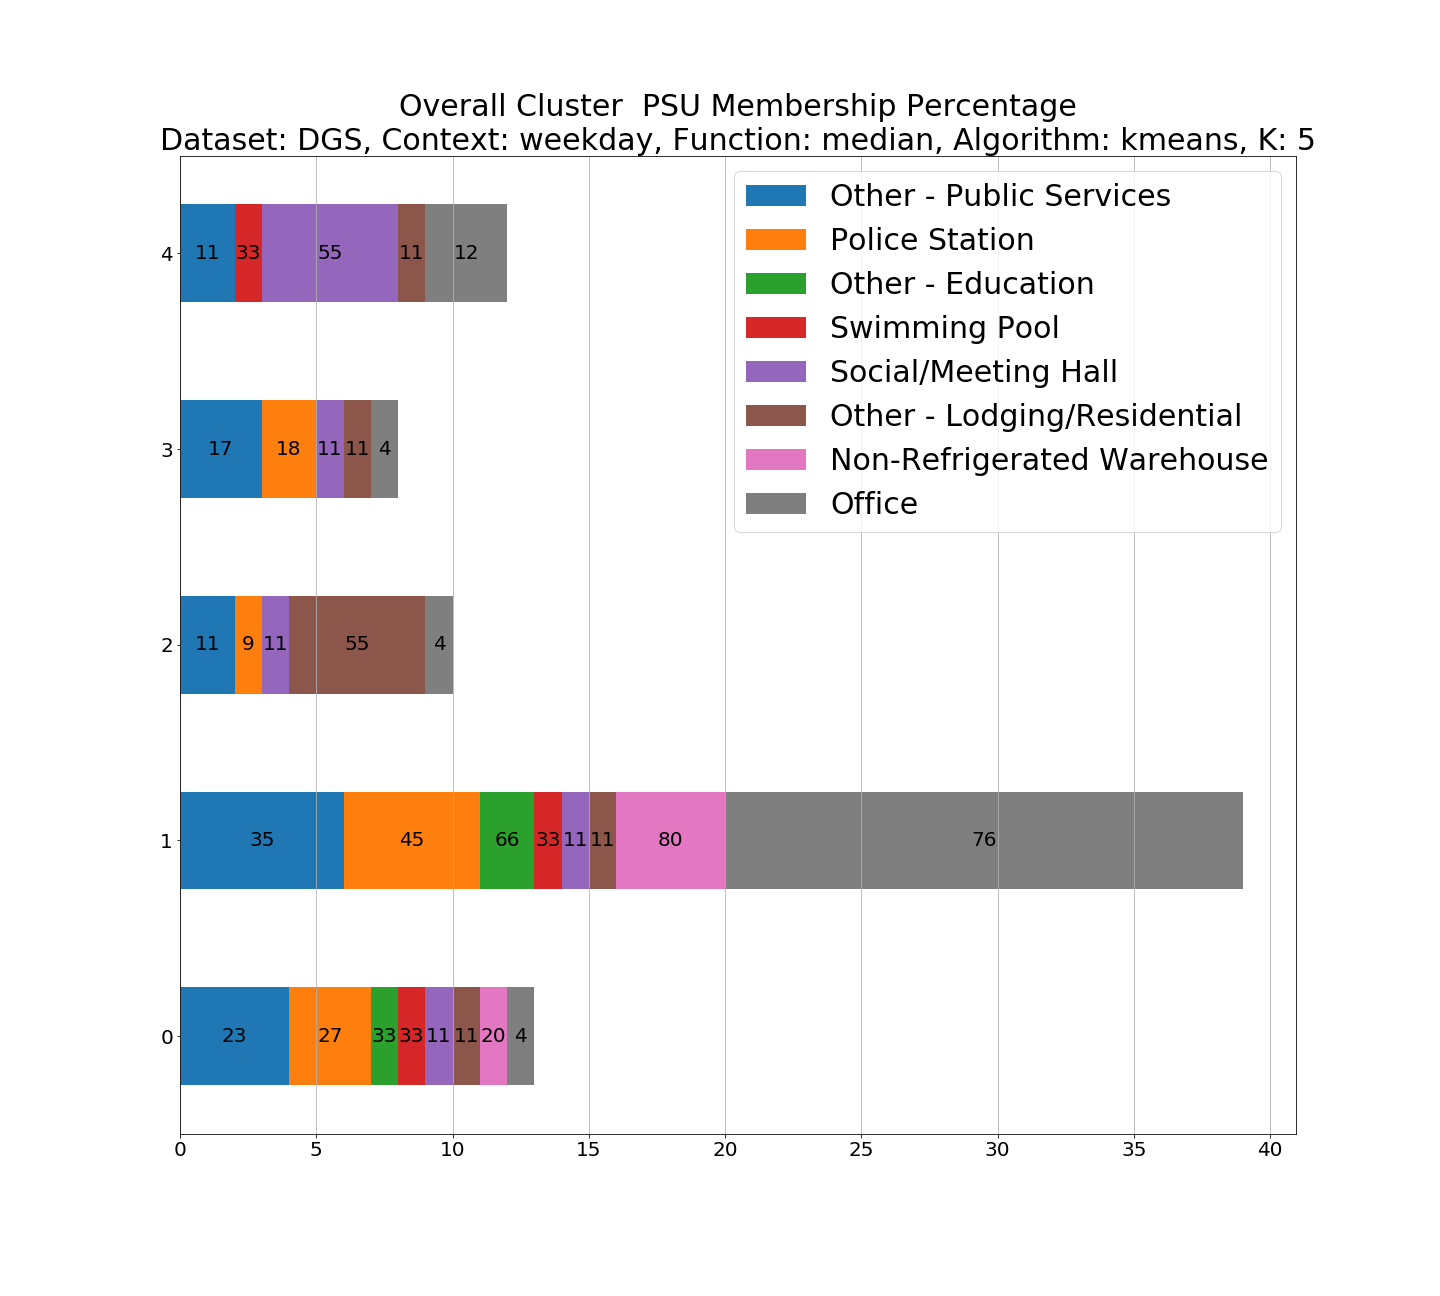 Overall Cluster  PSU Membership Percentage
Dataset: DGS, Context: weekday, Function: median, Algorithm: kmeans, K: 5
Other - Public Services
Police Station
Other - Education
Swimming Pool
Social/Meeting Hall
Other - Lodging/Residential
Non-Refrigerated Warehouse
Office
4 11 33 55 11 12
3 17 18 11 11 4
2 11 9 11 55 4
1 35 45 66 33 11 11 80 76
0 23 27 33 33 11 11 20 4
0 5 10 15 20 25 30 35 40